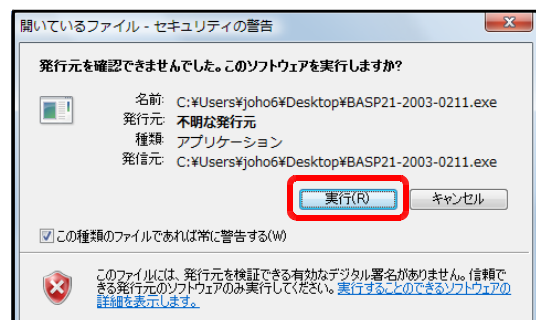 開いているファイル - セキュリティの警告
発行元を確認できませんでした。このソフトウェアを実行しますか?
名前: C:¥Users¥joho6¥Desktop¥BASP21-2003-0211.exe
発行元: 不明な発行元
種類: アプリケーション
発信元: C:¥Users¥joho6¥Desktop¥BASP21-2003-0211.exe
実行(R) キャンセル
この種類のファイルであれば常に警告する(W)
このファイルには、発行元を検証できる有効なデジタル署名がありません。信頼で
きる発行元のソフトウェアのみ実行してください。実行することのできるソフトウェアの
詳細を表示します。